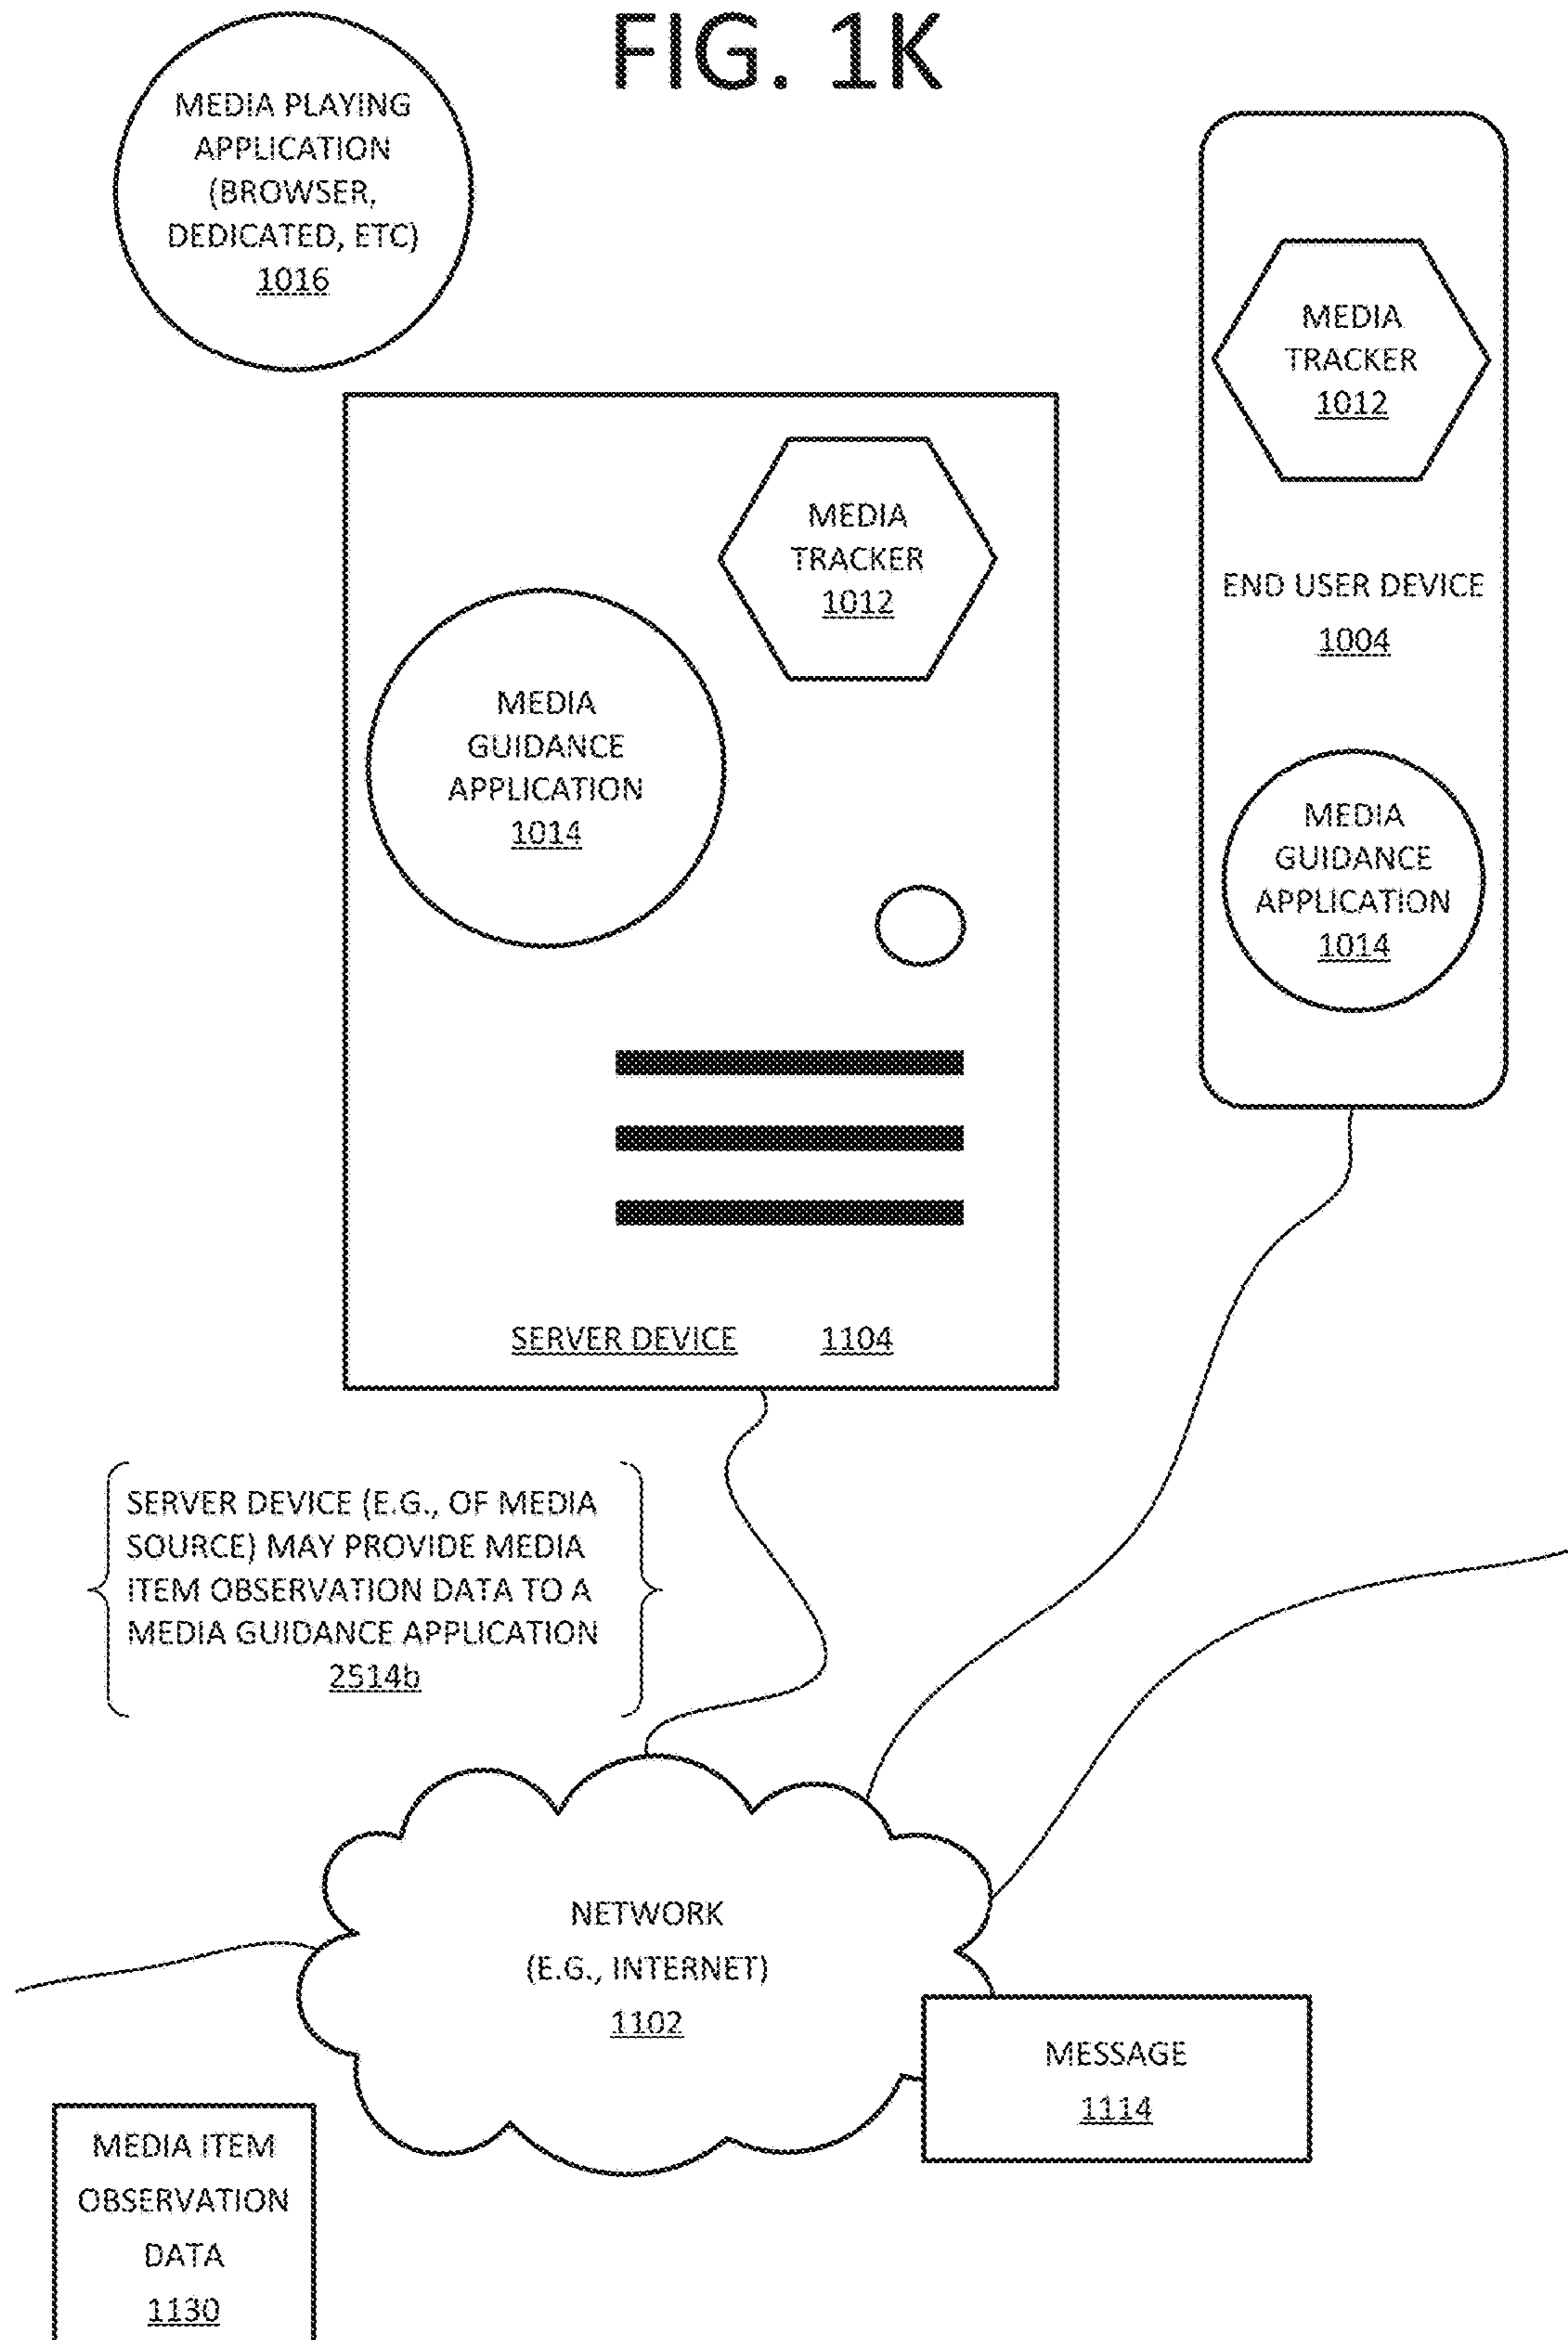 FIG. 1K
MEDIA PLAYING
APPLICATION
(BROWSER,
DEDICATED, ETC)
1016
MEDIA
TRACKER
1012
END USER DEVICE
1004
MEDIA
GUIDANCE
APPLICATION
1014
MEDIA
TRACKER
1012
MEDIA
GUIDANCE
APPLICATION
1014
SERVER DEVICE 1104
SERVER DEVICE (E.G., OF MEDIA
SOURCE) MAY PROVIDE MEDIA
ITEM OBSERVATION DATA TO A
MEDIA GUIDANCE APPLICATION
2514b
NETWORK
(E.G., INTERNET)
1102
MESSAGE
1114
MEDIA ITEM
OBSERVATION
DATA
1130